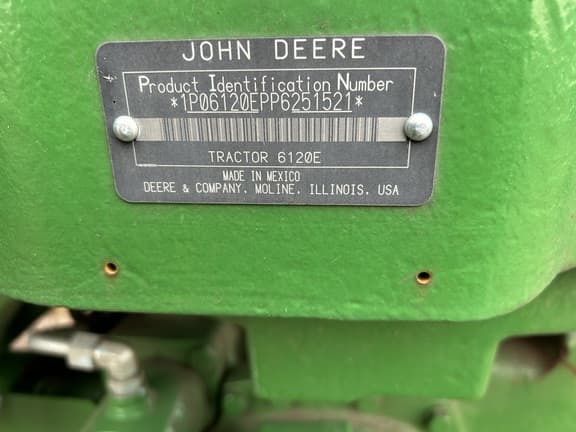 JOHN DEERE
Product Identification Number
*1P06120EPP6251521*
TRACTOR 6120E
MADE IN MEXICO
DEERE & COMPANY, MOLINE, ILLINOIS, USA